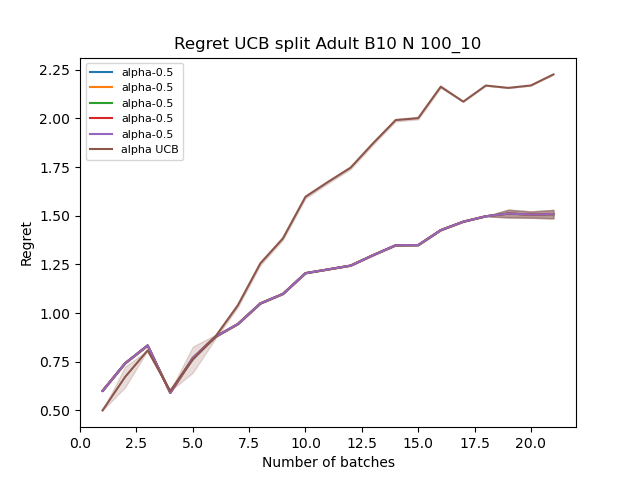 Regret UCB split Adult B10 N 100_10
alpha-0.5
alpha-0.5
alpha-0.5
alpha-0.5
alpha-0.5
alpha UCB
2.25
2.00
1.75
1.50
1.25
1.00
0.75
0.50
Regret
0.0 2.5 5.0 7.5 10.0 12.5 15.0 17.5 20.0
Number of batches